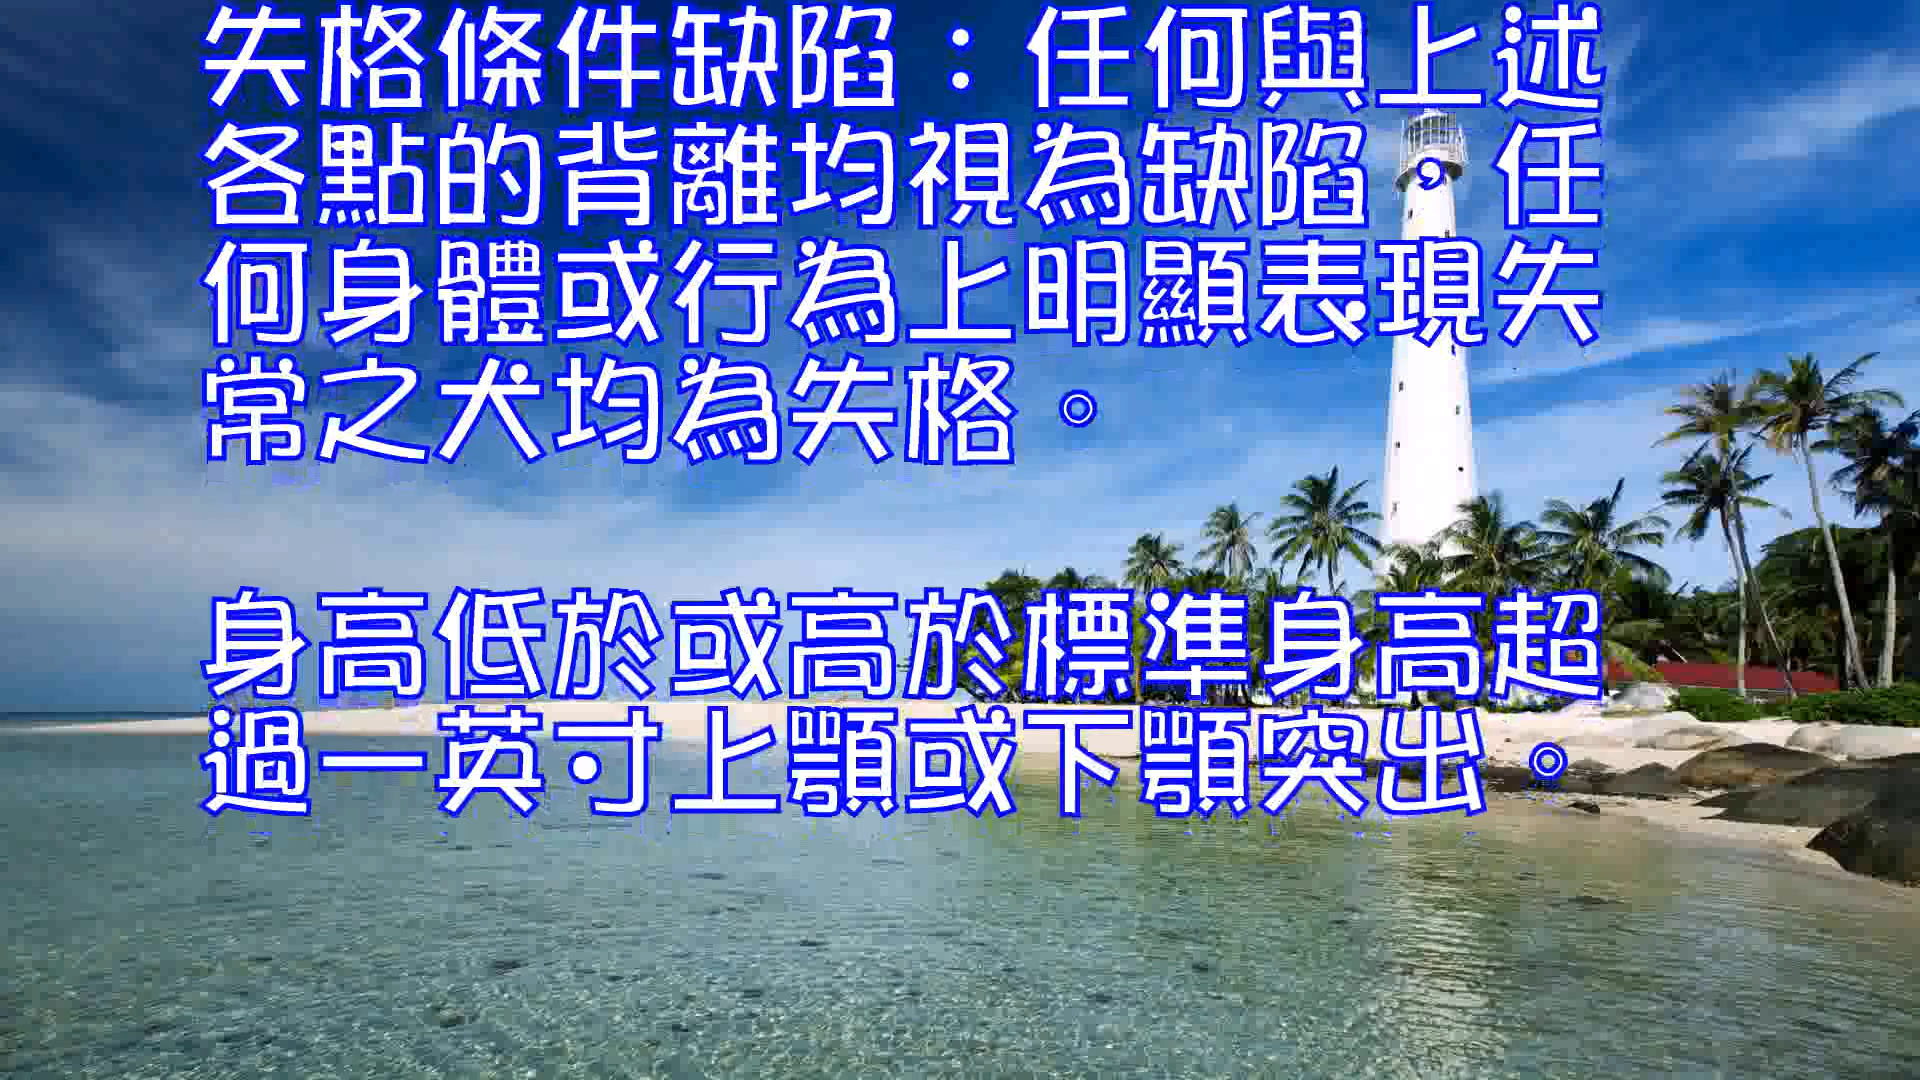 失格條件缺陷：任何與上述
各點的背離均視為缺陷，任
何身體或行為上明顯表現失
常之犬均為失格。
身高低於或高於標準身高超
過一英寸上顎或下顎突出。